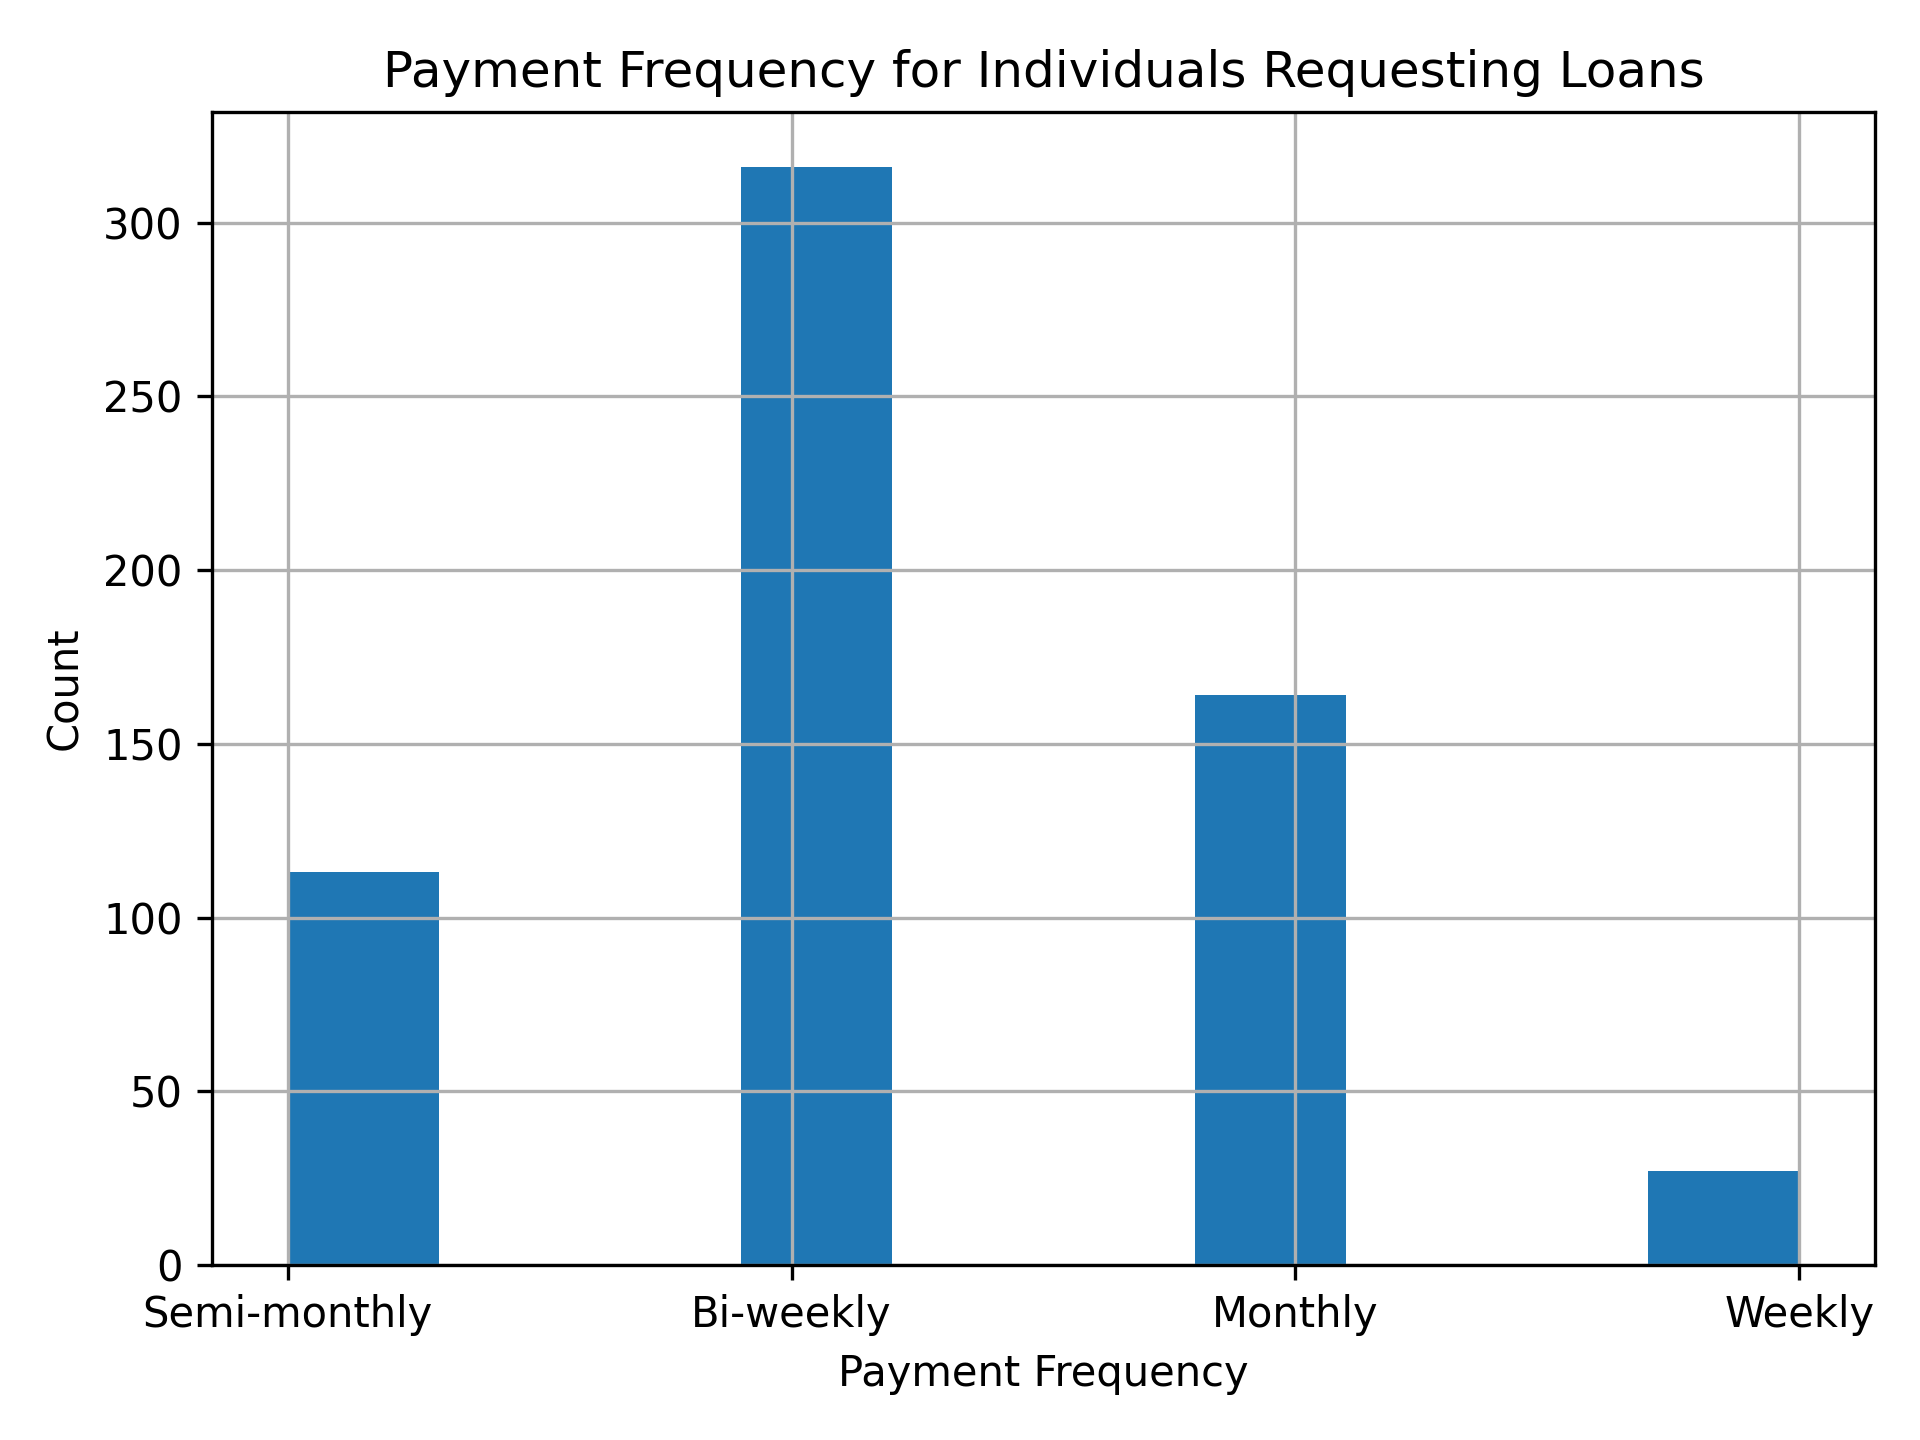 Payment Frequency for Individuals Requesting Loans
300
250
200
150
100
50
0
Count
Semi-monthly Bi-weekly Monthly Weekly
Payment Frequency